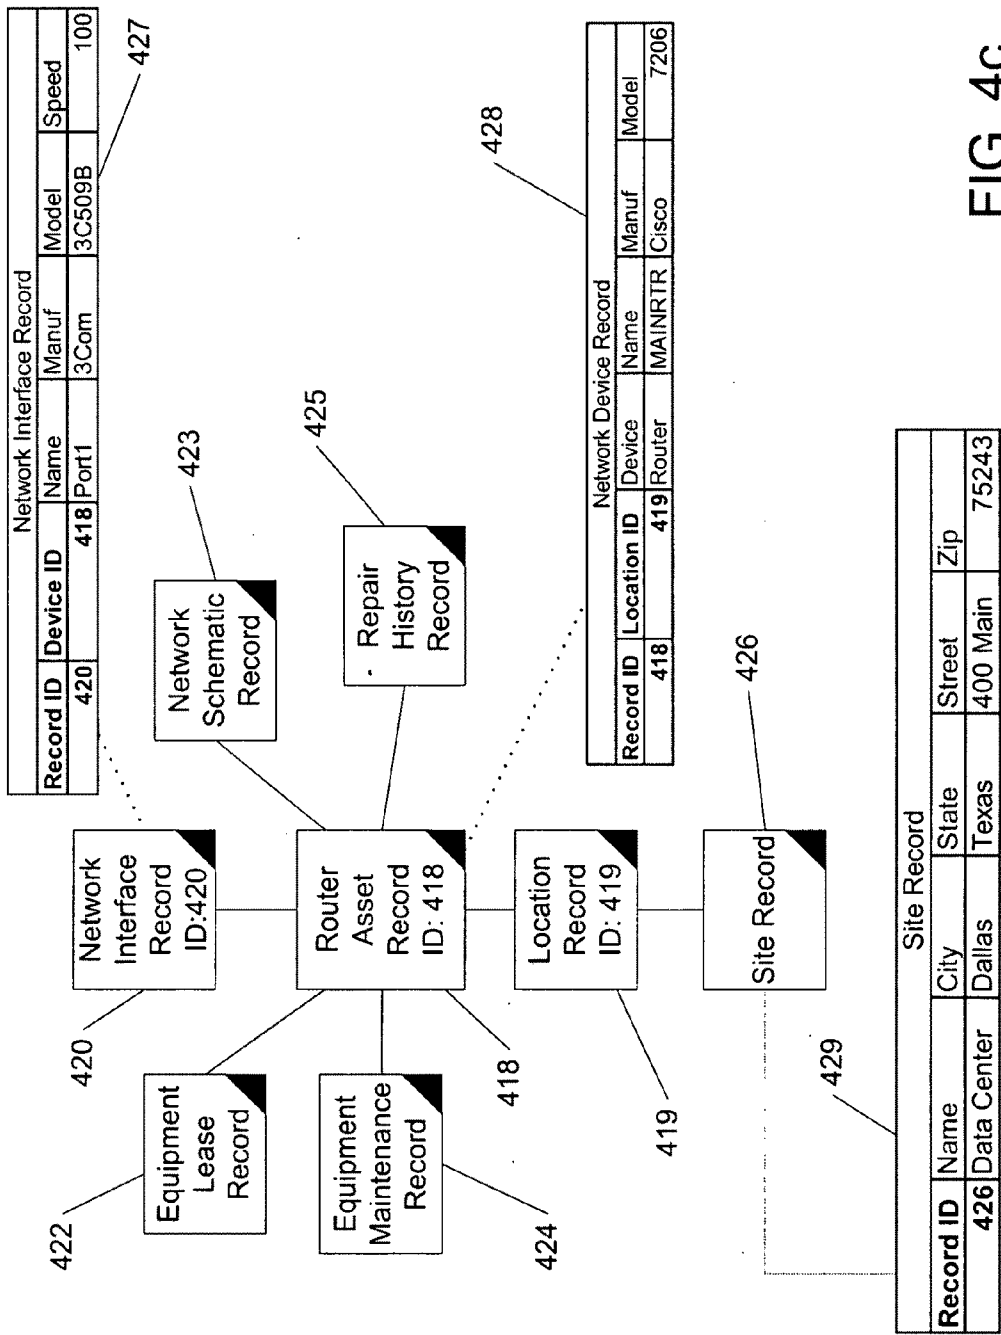 Network Interface Record
Record ID Device ID Name Manuf Model Speed
420 418 Port1 3Com 3C509B 100
427
420
Network
Interface
Record
ID:420
Network
Schematic
Record
423
422
Equipment
Lease
Record
Router
Asset
Record
ID: 418
Repair
History
Record
425
Equipment
Maintenance
Record
424
418
428
Network Device Record
Record ID Location ID Device Name Manuf Model
418 419 Router MAINRTR Cisco 7206
Location
Record
ID: 419
419
Site Record
426
429
Site Record
Record ID Name City State Street Zip
426 Data Center Dallas Texas 400 Main 75243
FIG. 4c